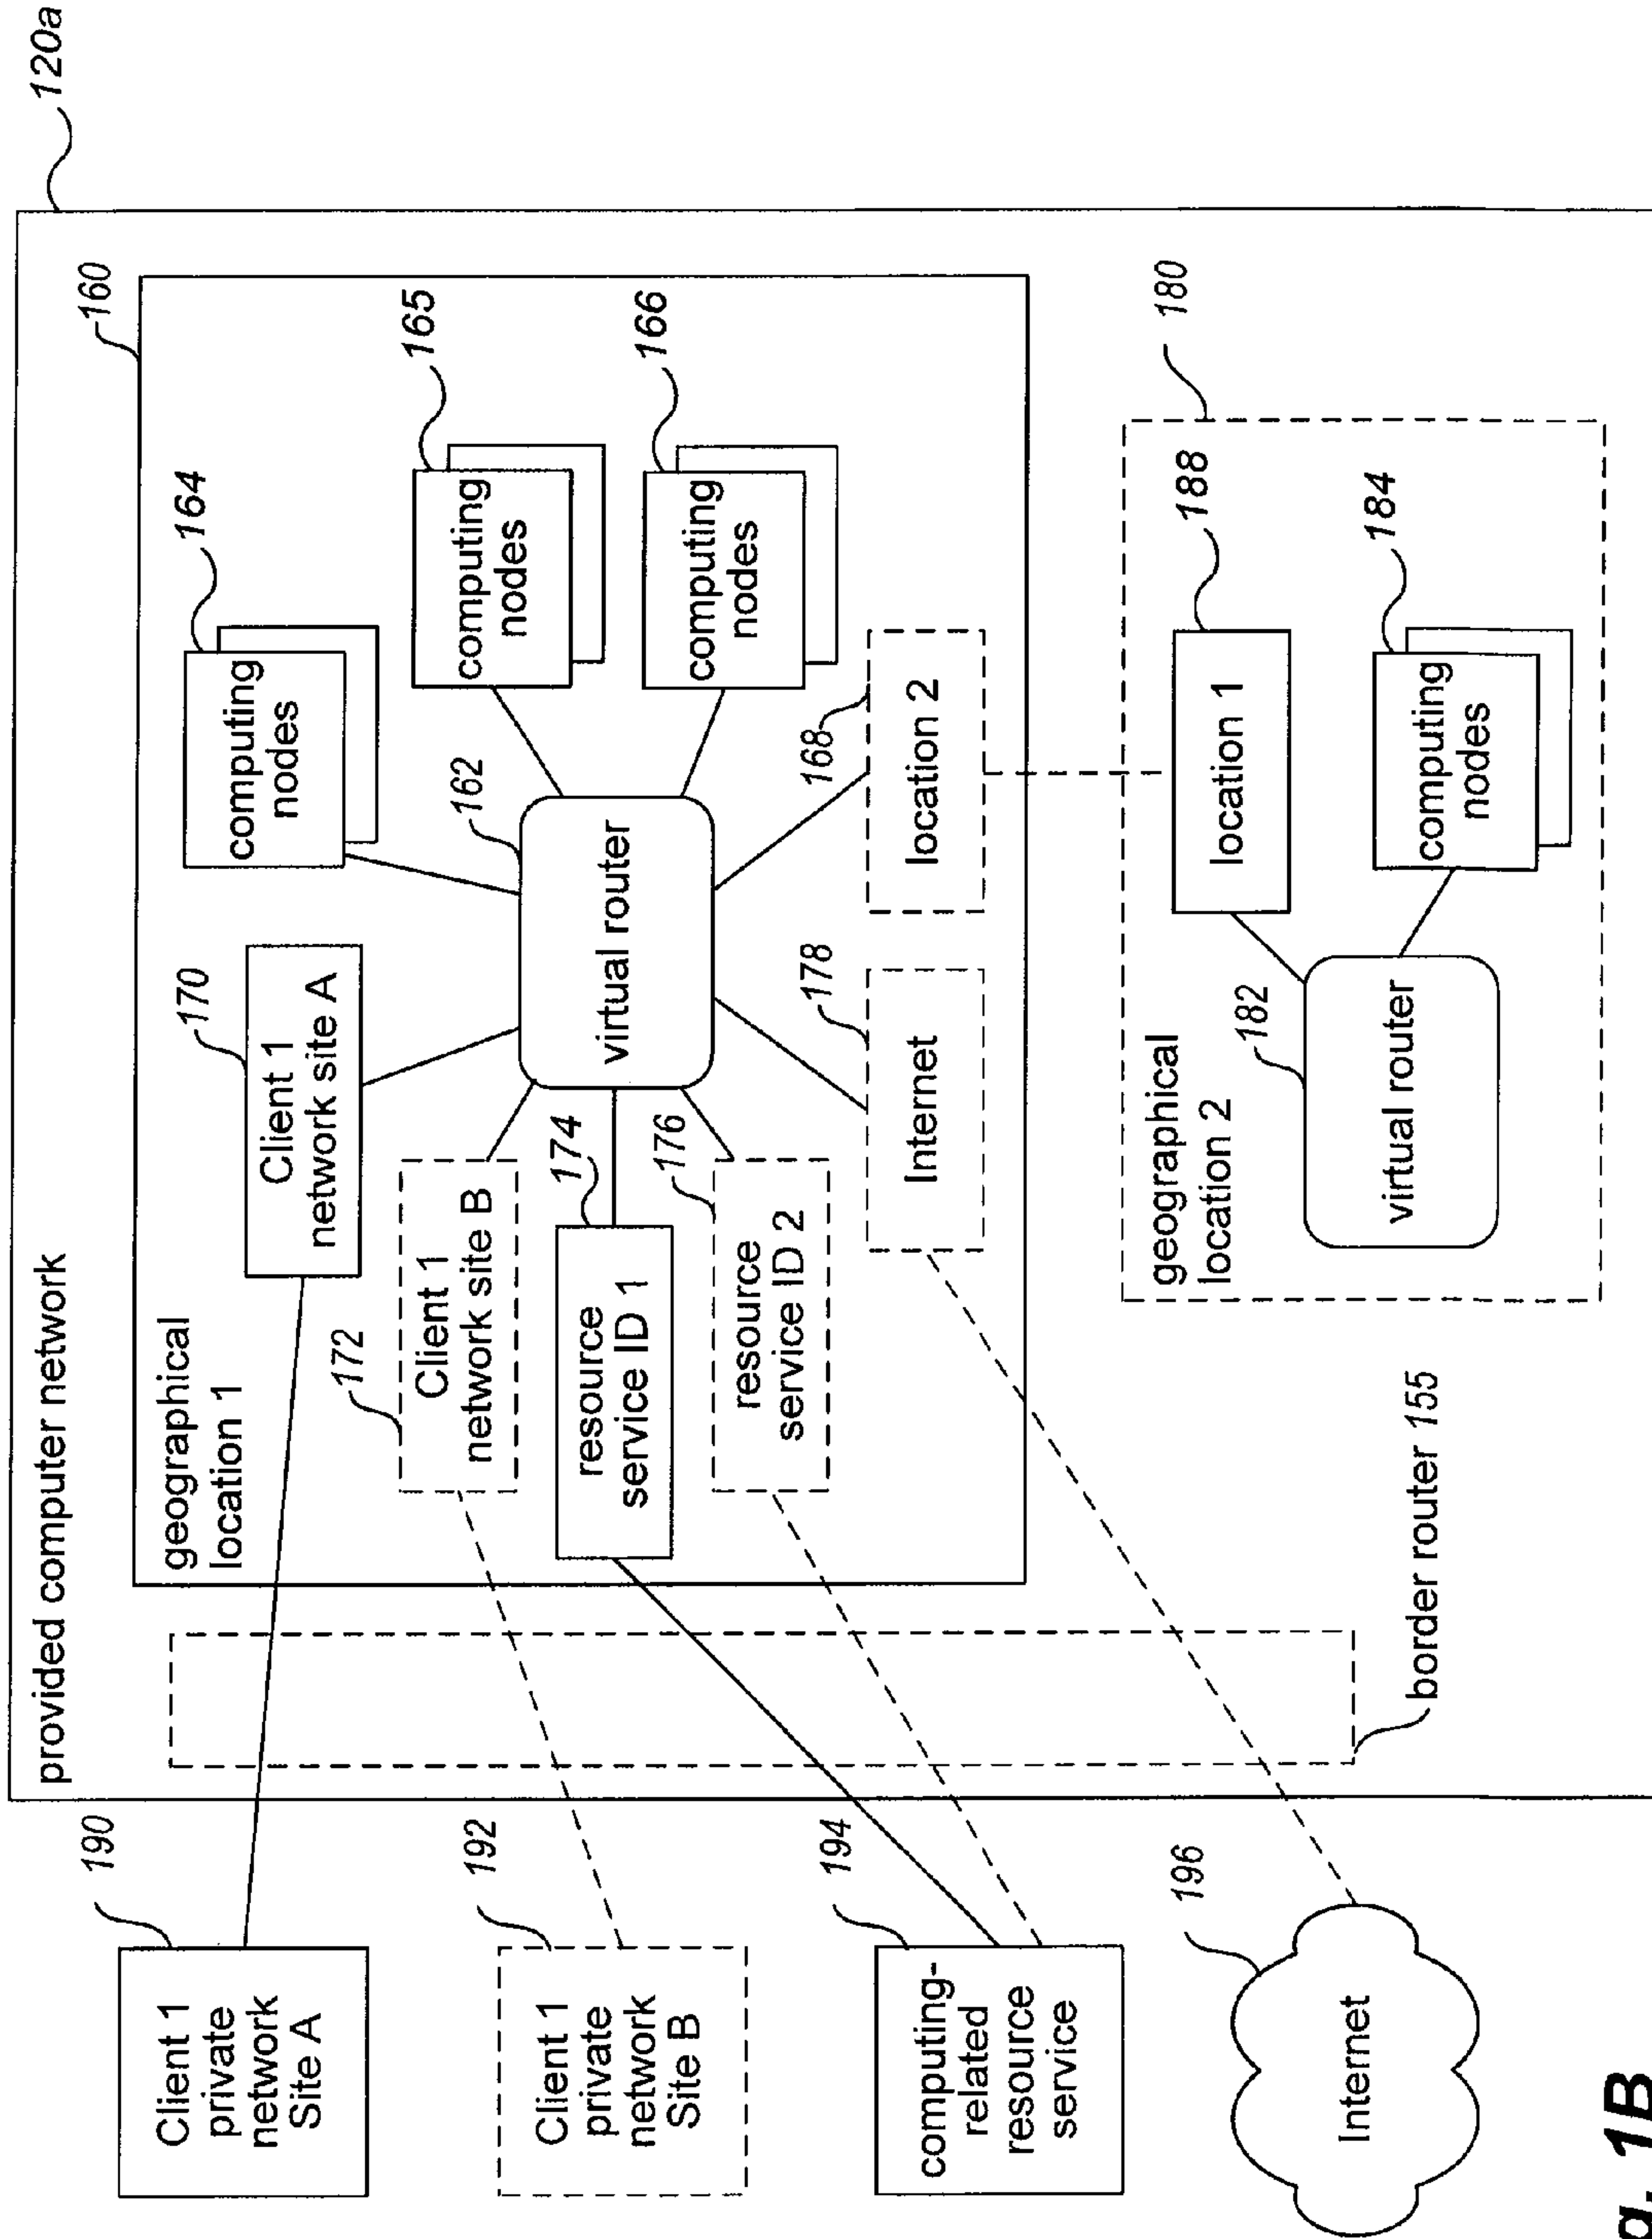 120a
provided computer network
160
geographical
location 1
170
Client 1
network site A
164
computing
nodes
165
computing
nodes
166
computing
nodes
162
virtual router
172
Client 1
network site B
174
resource
service ID 1
176
resource
service ID 2
178
Internet
168
location 2
180
geographical
location 2
182
virtual router
188
location 1
184
computing
nodes
border router 155
190
Client 1
private
network
Site A
192
Client 1
private
network
Site B
194
computing-
related
resource
service
196
Internet
1B